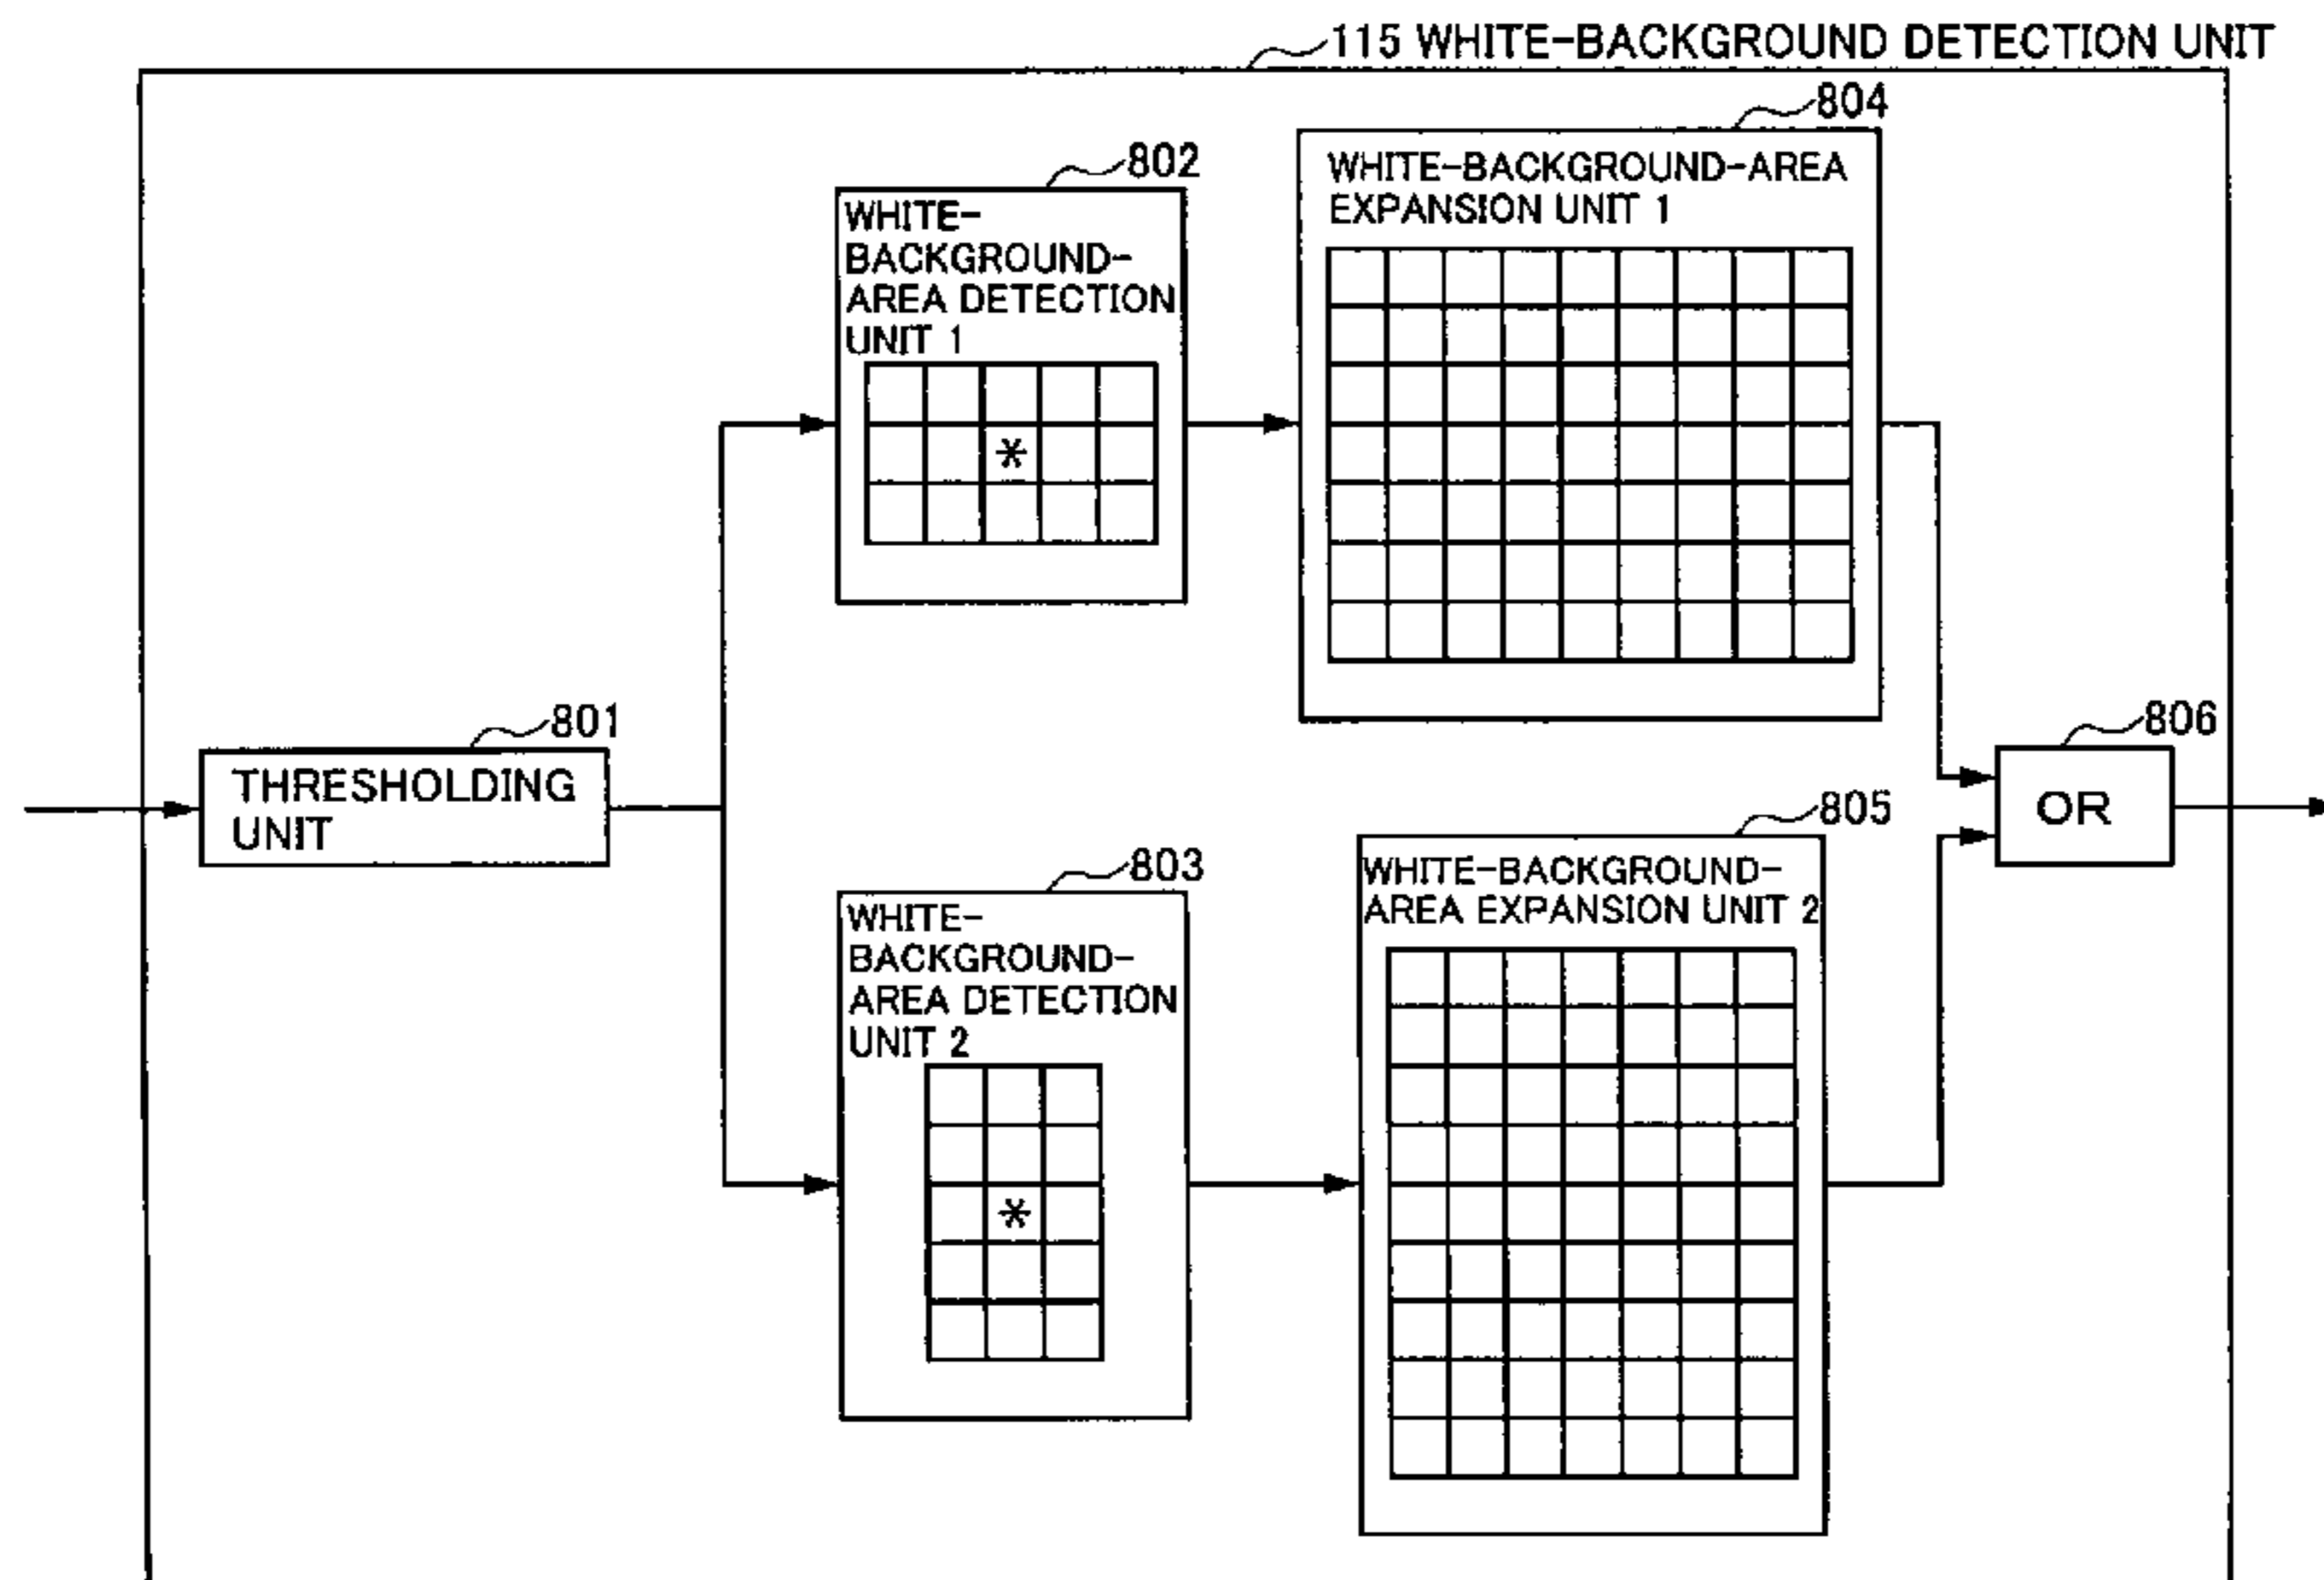 115 WHITE-BACKGROUND DETECTION UNIT
802
WHITE-
BACKGROUND-
AREA DETECTION
UNIT 1
*
804
WHITE-BACKGROUND-AREA
EXPANSION UNIT 1
801
THRESHOLDING
UNIT
803
WHITE-
BACKGROUND-
AREA DETECTION
UNIT 2
*
805
WHITE-BACKGROUND-
AREA EXPANSION UNIT 2
806
OR